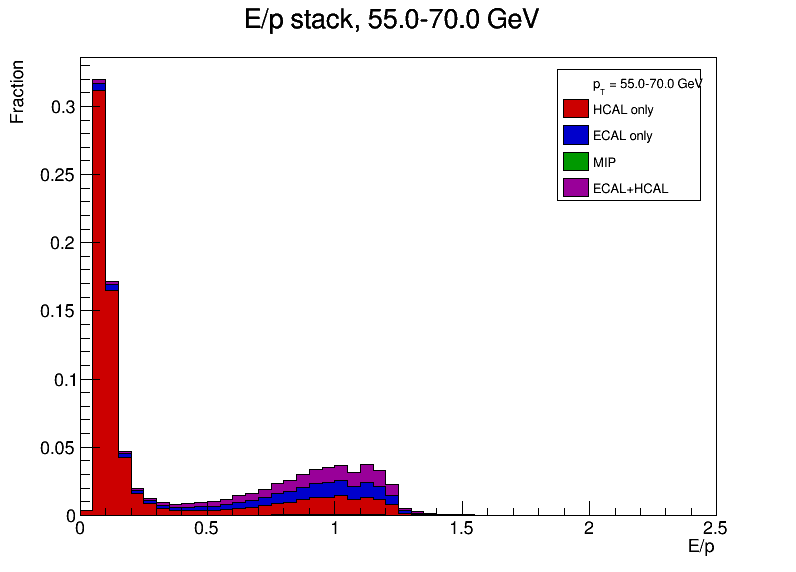 E/p stack, 55.0-70.0 GeV
Fraction
p_T = 55.0-70.0 GeV
HCAL only
ECAL only
MIP
ECAL+HCAL
0.3
0.25
0.2
0.15
0.1
0.05
0
0 0.5 1 1.5 2 2.5
E/p